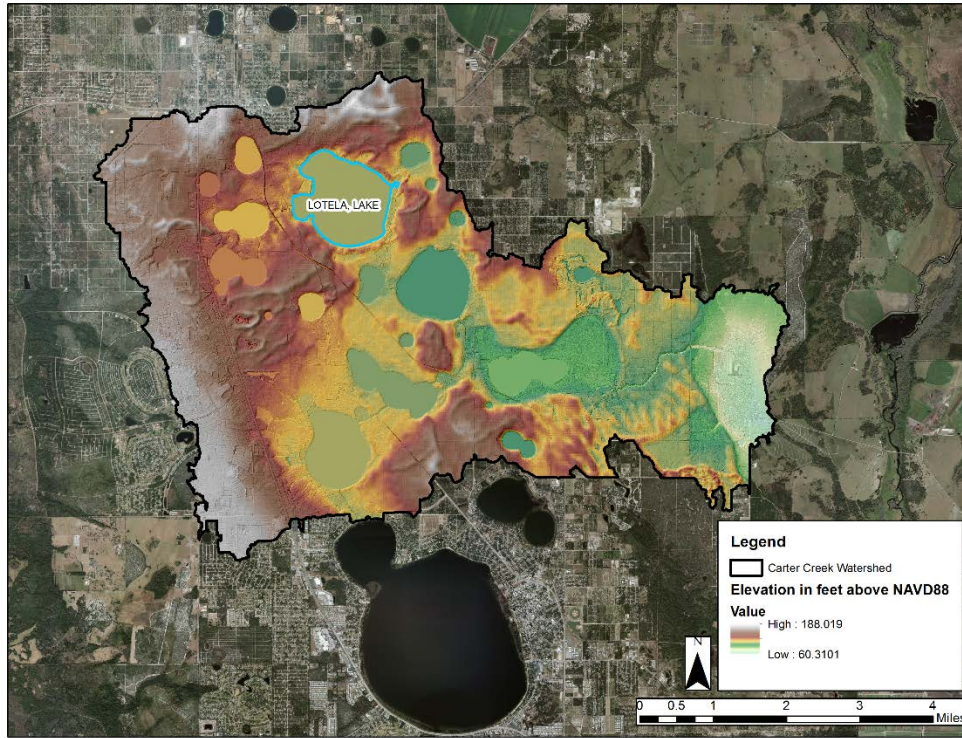 LOTELA, LAKE
Legend
Carter Creek Watershed
Elevation in feet above NAVD88
Value
High : 188.019
Low : 60.3101
N
0 0.5 1 2 3 4
Miles